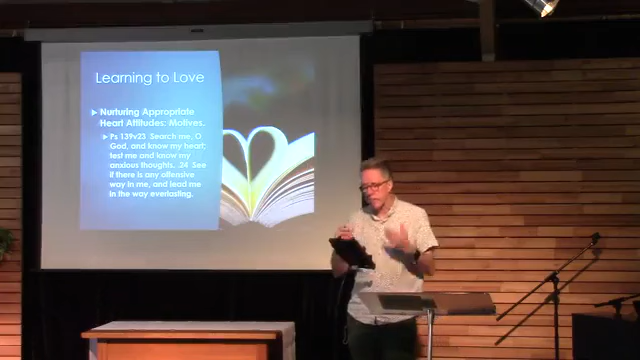 Learning to Love
Nurturing Appropriate
Heart Attitudes: Motives.
Ps 139v23 Search me, O
God, and know my heart;
test me and know my
anxious thoughts. 24 See
if there is any offensive
way in me, and lead me
in the way everlasting.